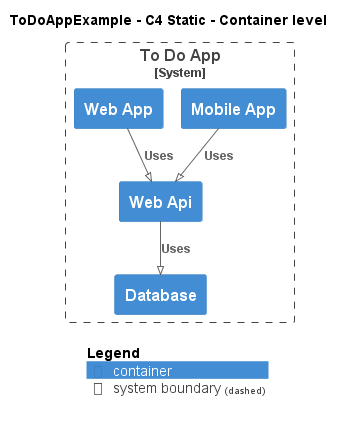 ToDoAppExample - C4 Static - Container level
To Do App
[System]
Web App
Mobile App
Uses
Uses
Web Api
Uses
Database
Legend
container
system boundary (dashed)